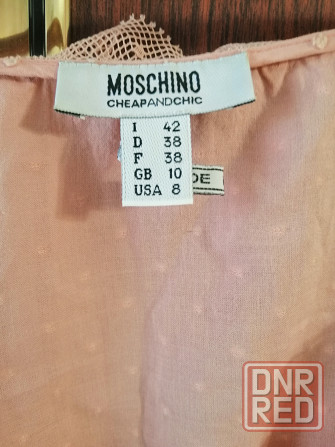 MOSCHINO
CHEAPANDCHIC
I 42
D 38
F 38
GB 10
USA 8
DE
DNR
RED